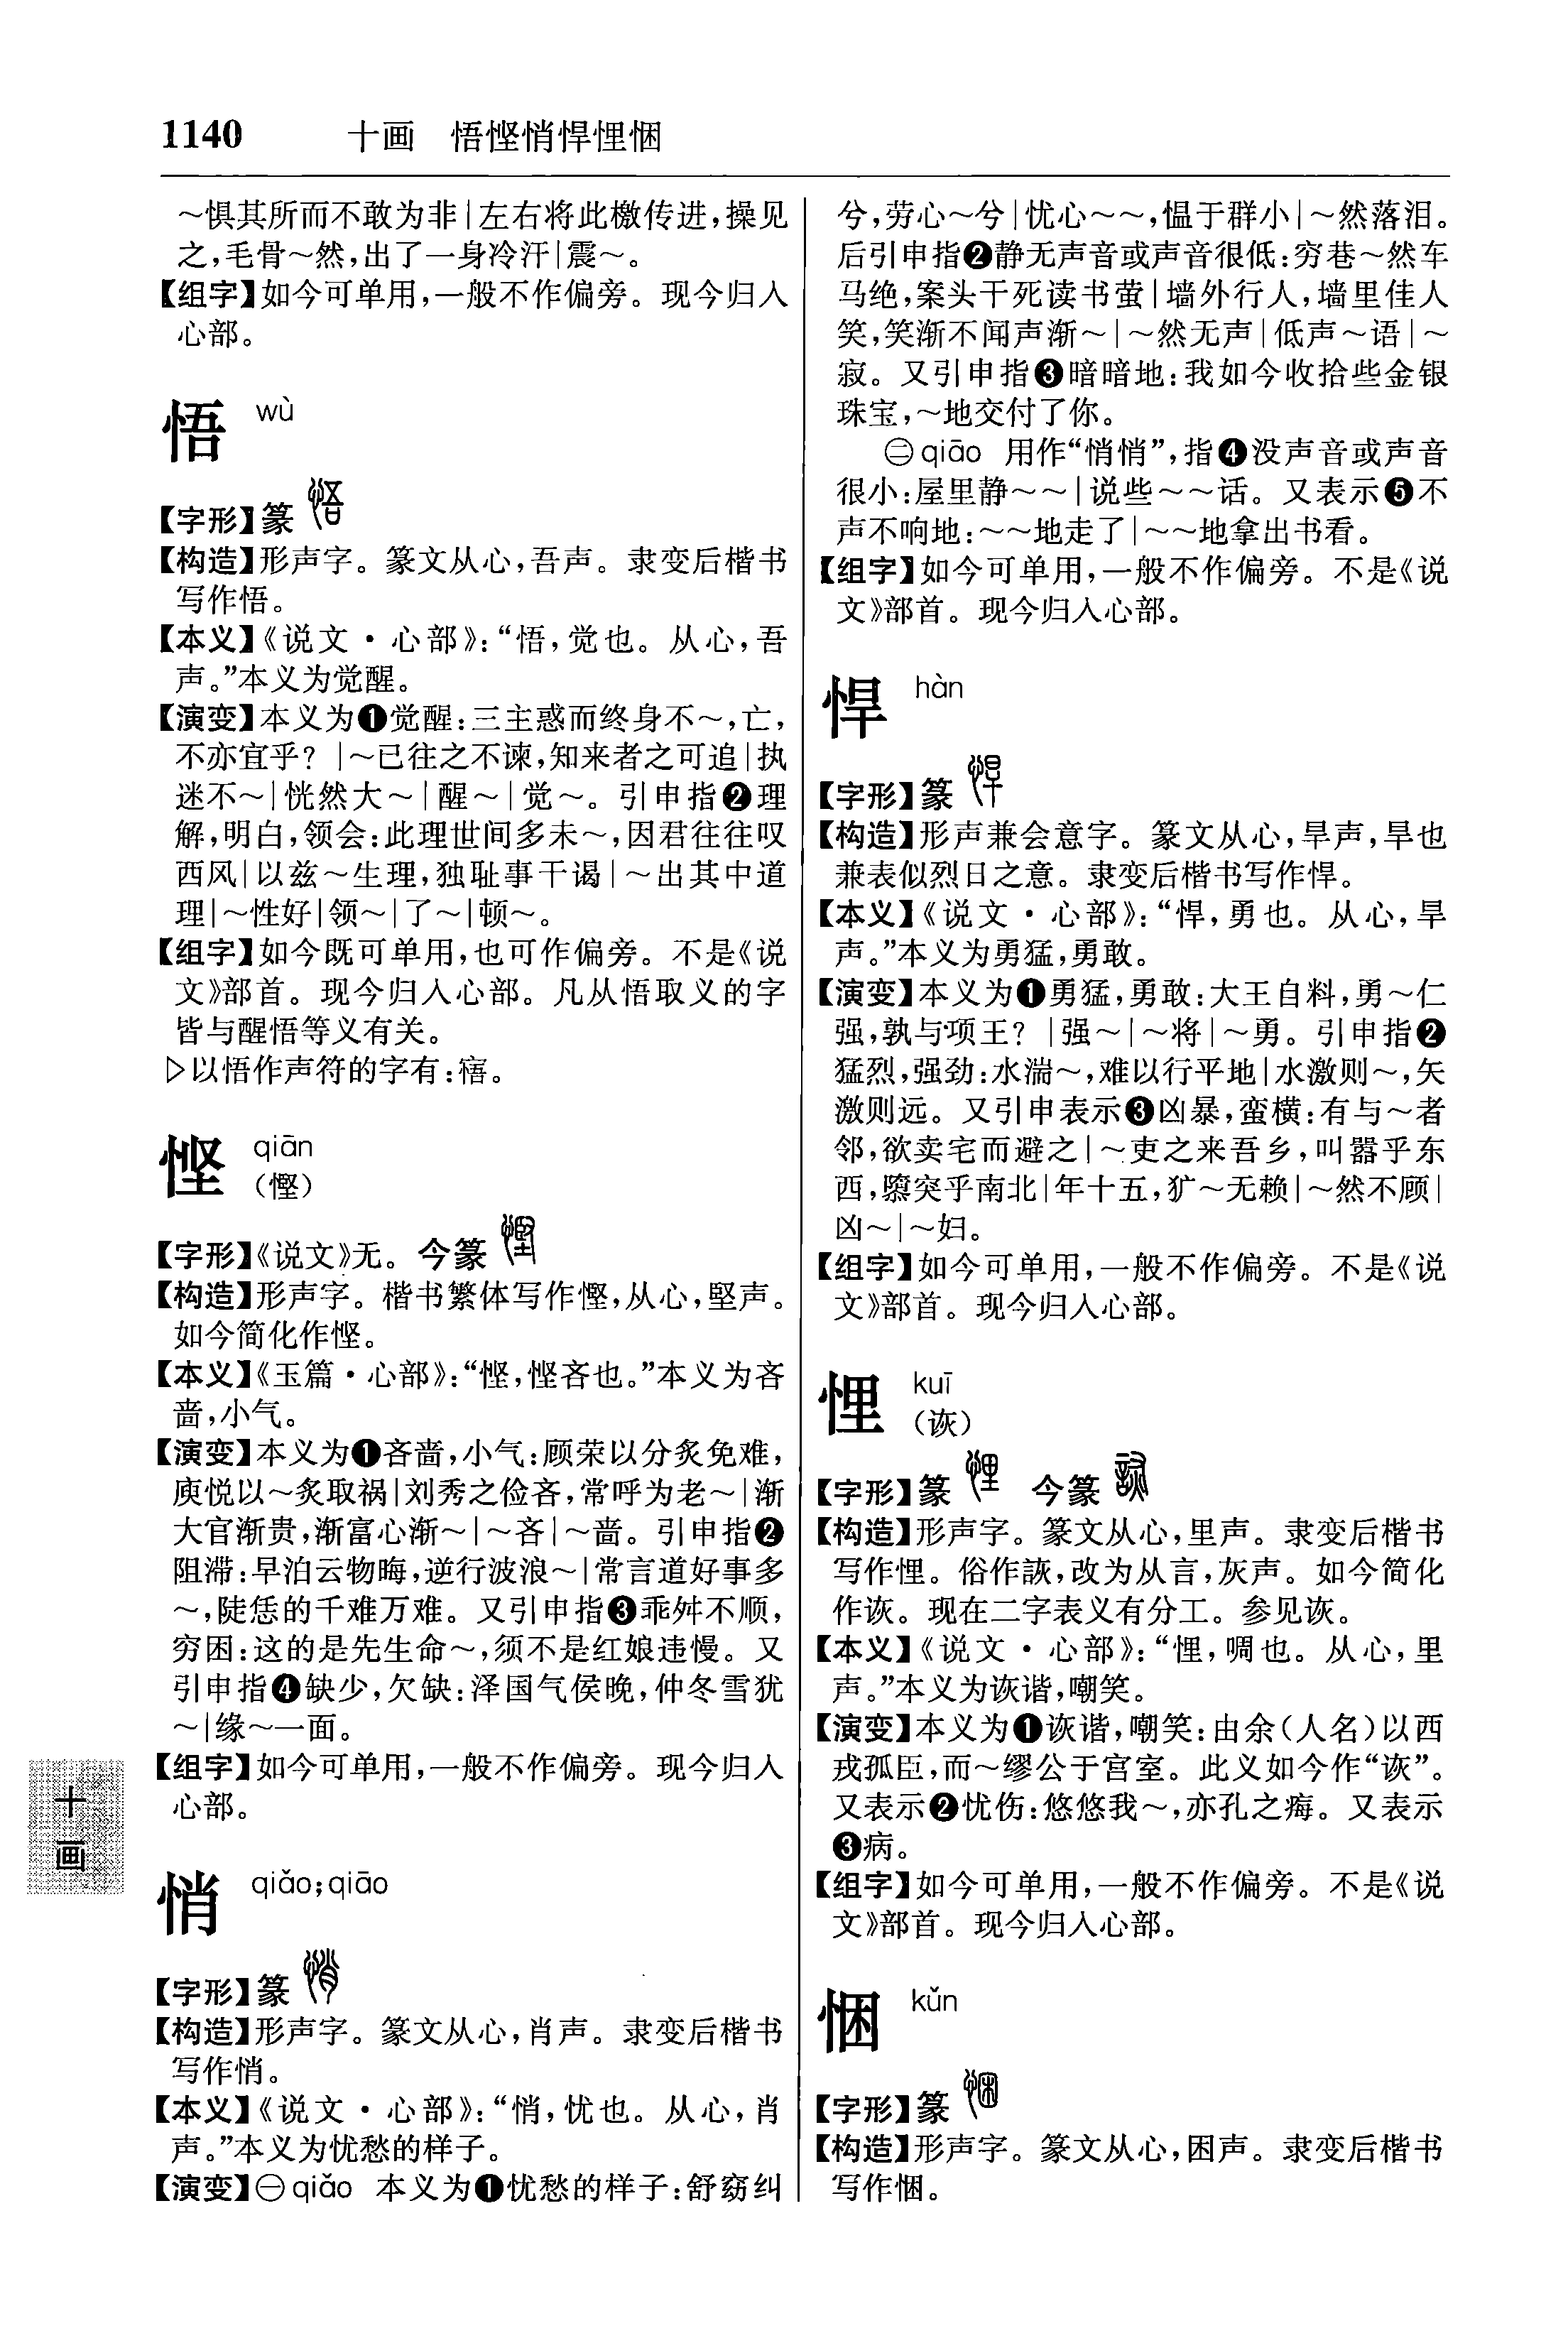 1140 十画 悟悭悄悍悝悃
～惧其所而不敢为非|左右将此檄传进,操见
之,毛骨～然,出了一身冷汗|震～。
【组字】如今可单用,一般不作偏旁。现今归入
心部。
悟 wù
【字形】篆
【构造】形声字。篆文从心,吾声。隶变后楷书
写作悟。
【本义】《说文·心部》:“悟,觉也。从心,吾
声。”本义为觉醒。
【演变】本义为❶觉醒:三主惑而终身不～,亡,
不亦宜乎?|～已往之不谏,知来者之可追|执
迷不～|恍然大～|醒～|觉～。引申指❷理
解,明白,领会:此理世间多未～,因君往往叹
西风|以兹～生理,独耻事干谒|～出其中道
理|～性好|领～|了～|顿～。
【组字】如今既可单用,也可作偏旁。不是《说
文》部首。现今归入心部。凡从悟取义的字
皆与醒悟等义有关。
▷以悟作声符的字有:㾭。
悭 qiān
(慳)
【字形】《说文》无。今篆
【构造】形声字。楷书繁体写作慳,从心,堅声。
如今简化作悭。
【本义】《玉篇·心部》:“悭,悭吝也。”本义为吝
啬,小气。
【演变】本义为❶吝啬,小气:顾荣以分炙免难,
庾悦以～炙取祸|刘秀之俭吝,常呼为老～|渐
大官渐贵,渐富心渐～|～吝|～啬。引申指❷
阻滞:早泊云物晦,逆行波浪～|常言道好事多
～,陡恁的千难万难。又引申指❸乖舛不顺,
穷困:这的是先生命～,须不是红娘违慢。又
引申指❹缺少,欠缺:泽国气侯晚,仲冬雪犹
～|缘～一面。
【组字】如今可单用,一般不作偏旁。现今归入
心部。
悄 qiǎo;qiāo
【字形】篆
【构造】形声字。篆文从心,肖声。隶变后楷书
写作悄。
【本义】《说文·心部》:“悄,忧也。从心,肖
声。”本义为忧愁的样子。
【演变】㊀qiǎo 本义为❶忧愁的样子:舒窈纠
兮,劳心～兮|忧心～～,愠于群小|～然落泪。
后引申指❷静无声音或声音很低:穷巷～然车
马绝,案头干死读书萤|墙外行人,墙里佳人
笑,笑渐不闻声渐～|～然无声|低声～语|～
寂。又引申指❸暗暗地:我如今收拾些金银
珠宝,～地交付了你。
㊁qiāo 用作“悄悄”,指❹没声音或声音
很小:屋里静～～|说些～～话。又表示❺不
声不响地:～～地走了|～～地拿出书看。
【组字】如今可单用,一般不作偏旁。不是《说
文》部首。现今归入心部。
悍 hàn
【字形】篆
【构造】形声兼会意字。篆文从心,旱声,旱也
兼表似烈日之意。隶变后楷书写作悍。
【本义】《说文·心部》:“悍,勇也。从心,旱
声。”本义为勇猛,勇敢。
【演变】本义为❶勇猛,勇敢:大王自料,勇～仁
强,孰与项王?|强～|～将|～勇。引申指❷
猛烈,强劲:水湍～,难以行平地|水激则～,矢
激则远。又引申表示❸凶暴,蛮横:有与～者
邻,欲卖宅而避之|～吏之来吾乡,叫嚣乎东
西,隳突乎南北|年十五,犷～无赖|～然不顾|
凶～|～妇。
【组字】如今可单用,一般不作偏旁。不是《说
文》部首。现今归入心部。
悝 kuī
(诙)
【字形】篆 今篆
【构造】形声字。篆文从心,里声。隶变后楷书
写作悝。俗作詼,改为从言,灰声。如今简化
作诙。现在二字表义有分工。参见诙。
【本义】《说文·心部》:“悝,啁也。从心,里
声。”本义为诙谐,嘲笑。
【演变】本义为❶诙谐,嘲笑:由余(人名)以西
戎孤臣,而～缪公于宫室。此义如今作“诙”。
又表示❷忧伤:悠悠我～,亦孔之痗。又表示
❸病。
【组字】如今可单用,一般不作偏旁。不是《说
文》部首。现今归入心部。
悃 kǔn
【字形】篆
【构造】形声字。篆文从心,困声。隶变后楷书
写作悃。
十
画